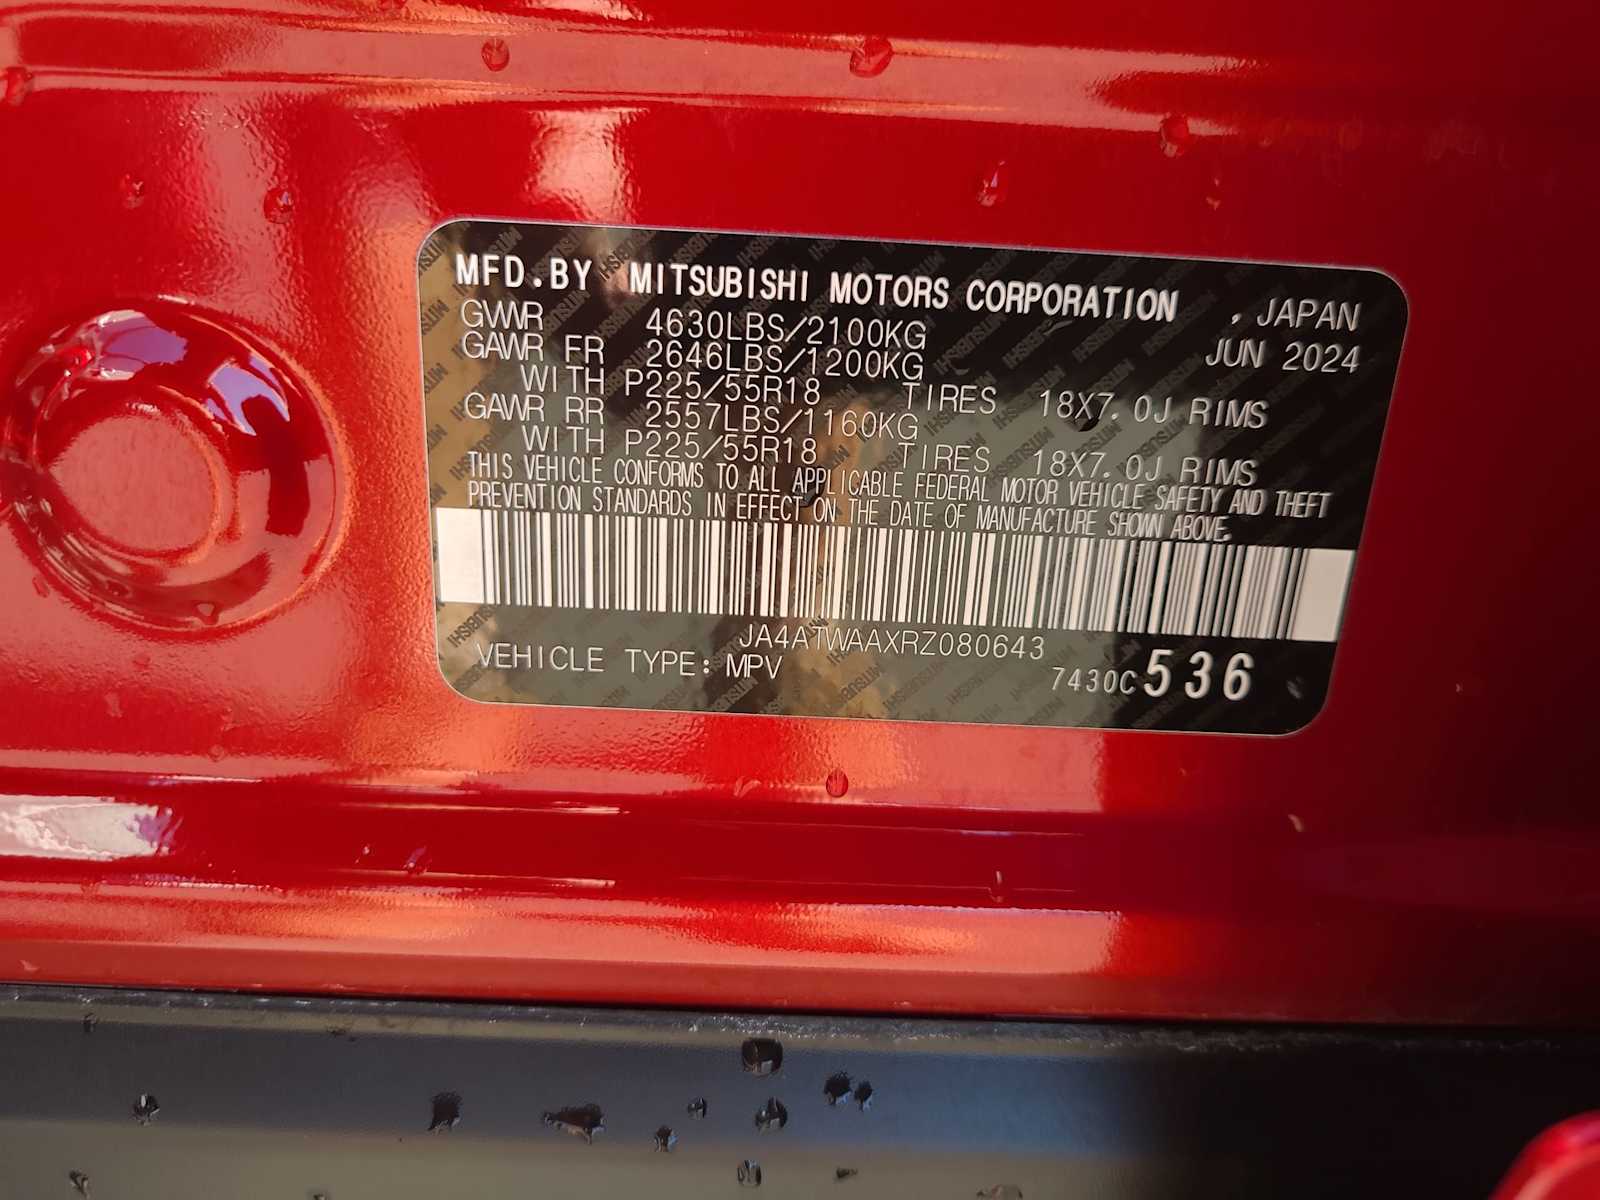 MFD.BY MITSUBISHI MOTORS CORPORATION , JAPAN
GVWR 4630LBS/2100KG JUN 2024
GAWR FR 2646LBS/1200KG
WITH P225/55R18 TIRES 18X7.0J RIMS
GAWR RR 2557LBS/1160KG
WITH P225/55R18 TIRES 18X7.0J RIMS
THIS VEHICLE CONFORMS TO ALL APPLICABLE FEDERAL MOTOR VEHICLE SAFETY AND THEFT
PREVENTION STANDARDS IN EFFECT ON THE DATE OF MANUFACTURE SHOWN ABOVE.
JA4ATWAAXRZ080643
VEHICLE TYPE: MPV 7430C536